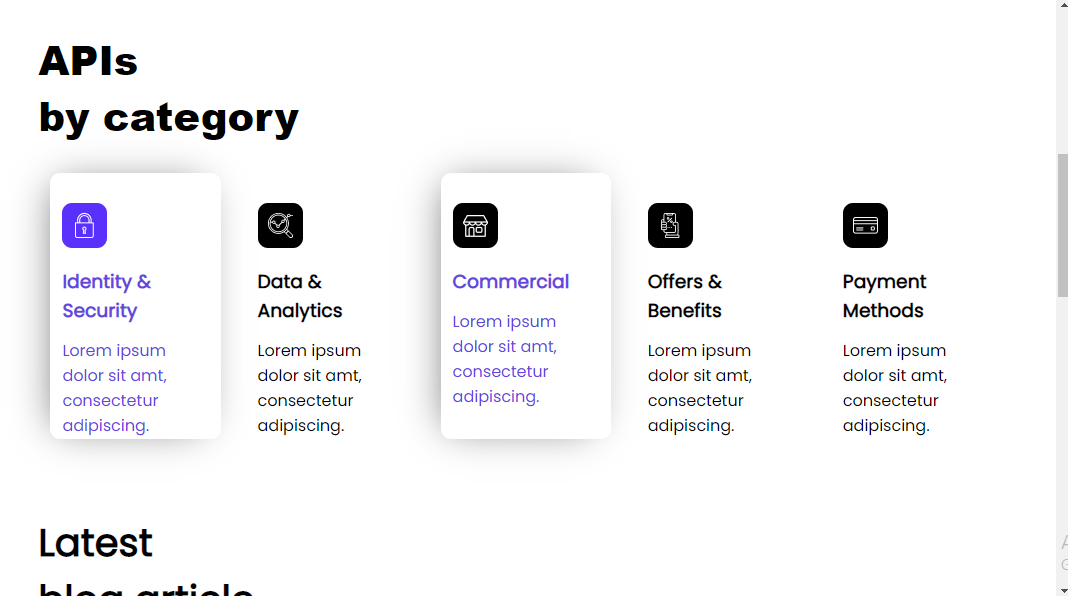 APIs
by category
Identity &
Security
Lorem ipsum
dolor sit amt,
consectetur
adipiscing.
Data &
Analytics
Lorem ipsum
dolor sit amt,
consectetur
adipiscing.
Commercial
Lorem ipsum
dolor sit amt,
consectetur
adipiscing.
Offers &
Benefits
Lorem ipsum
dolor sit amt,
consectetur
adipiscing.
Payment
Methods
Lorem ipsum
dolor sit amt,
consectetur
adipiscing.
Latest
blog article